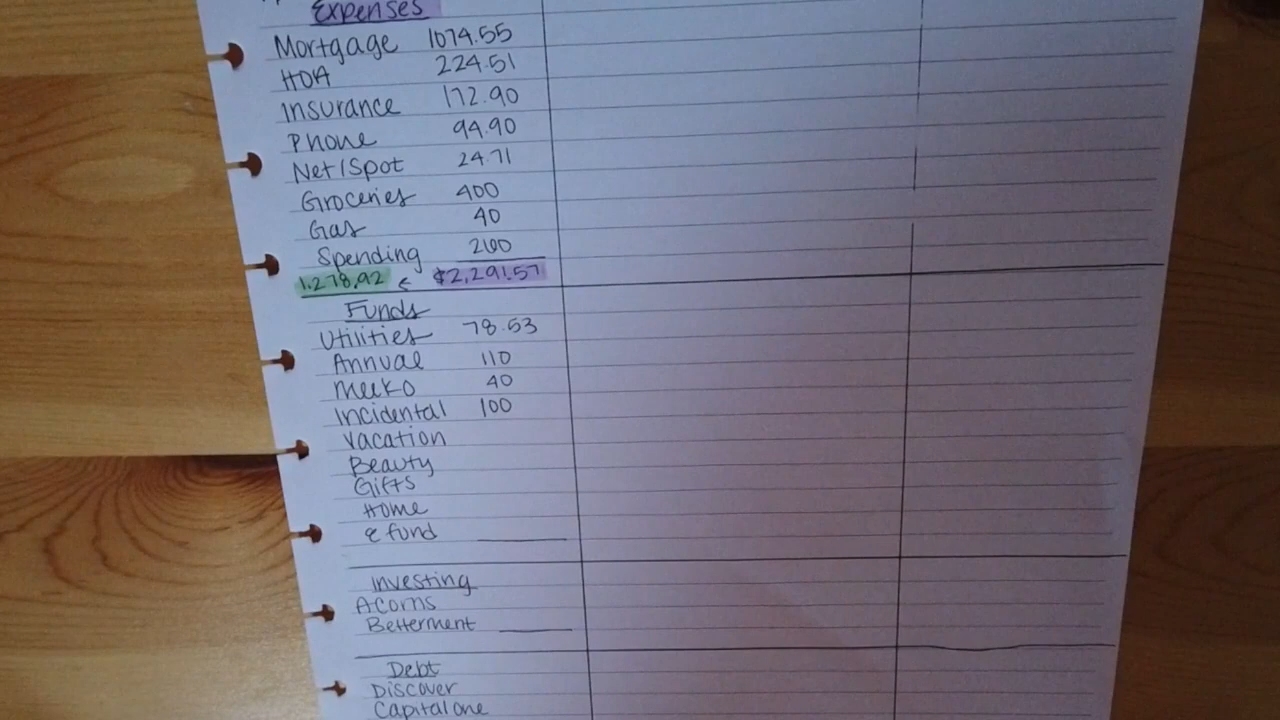 Expenses
Mortgage 1074.55
HOA 224.51
Insurance 172.90
Phone 94.90
Net/Spot 24.71
Groceries 400
Gas 40
Spending 260
1,278.92 < $2,291.57
Funds
Utilities 78.53
Annual 110
Meeko 40
Incidental 100
Vacation
Beauty
Gifts
Home
e fund
Investing
Acorns
Betterment
Debt
Discover
Capital One